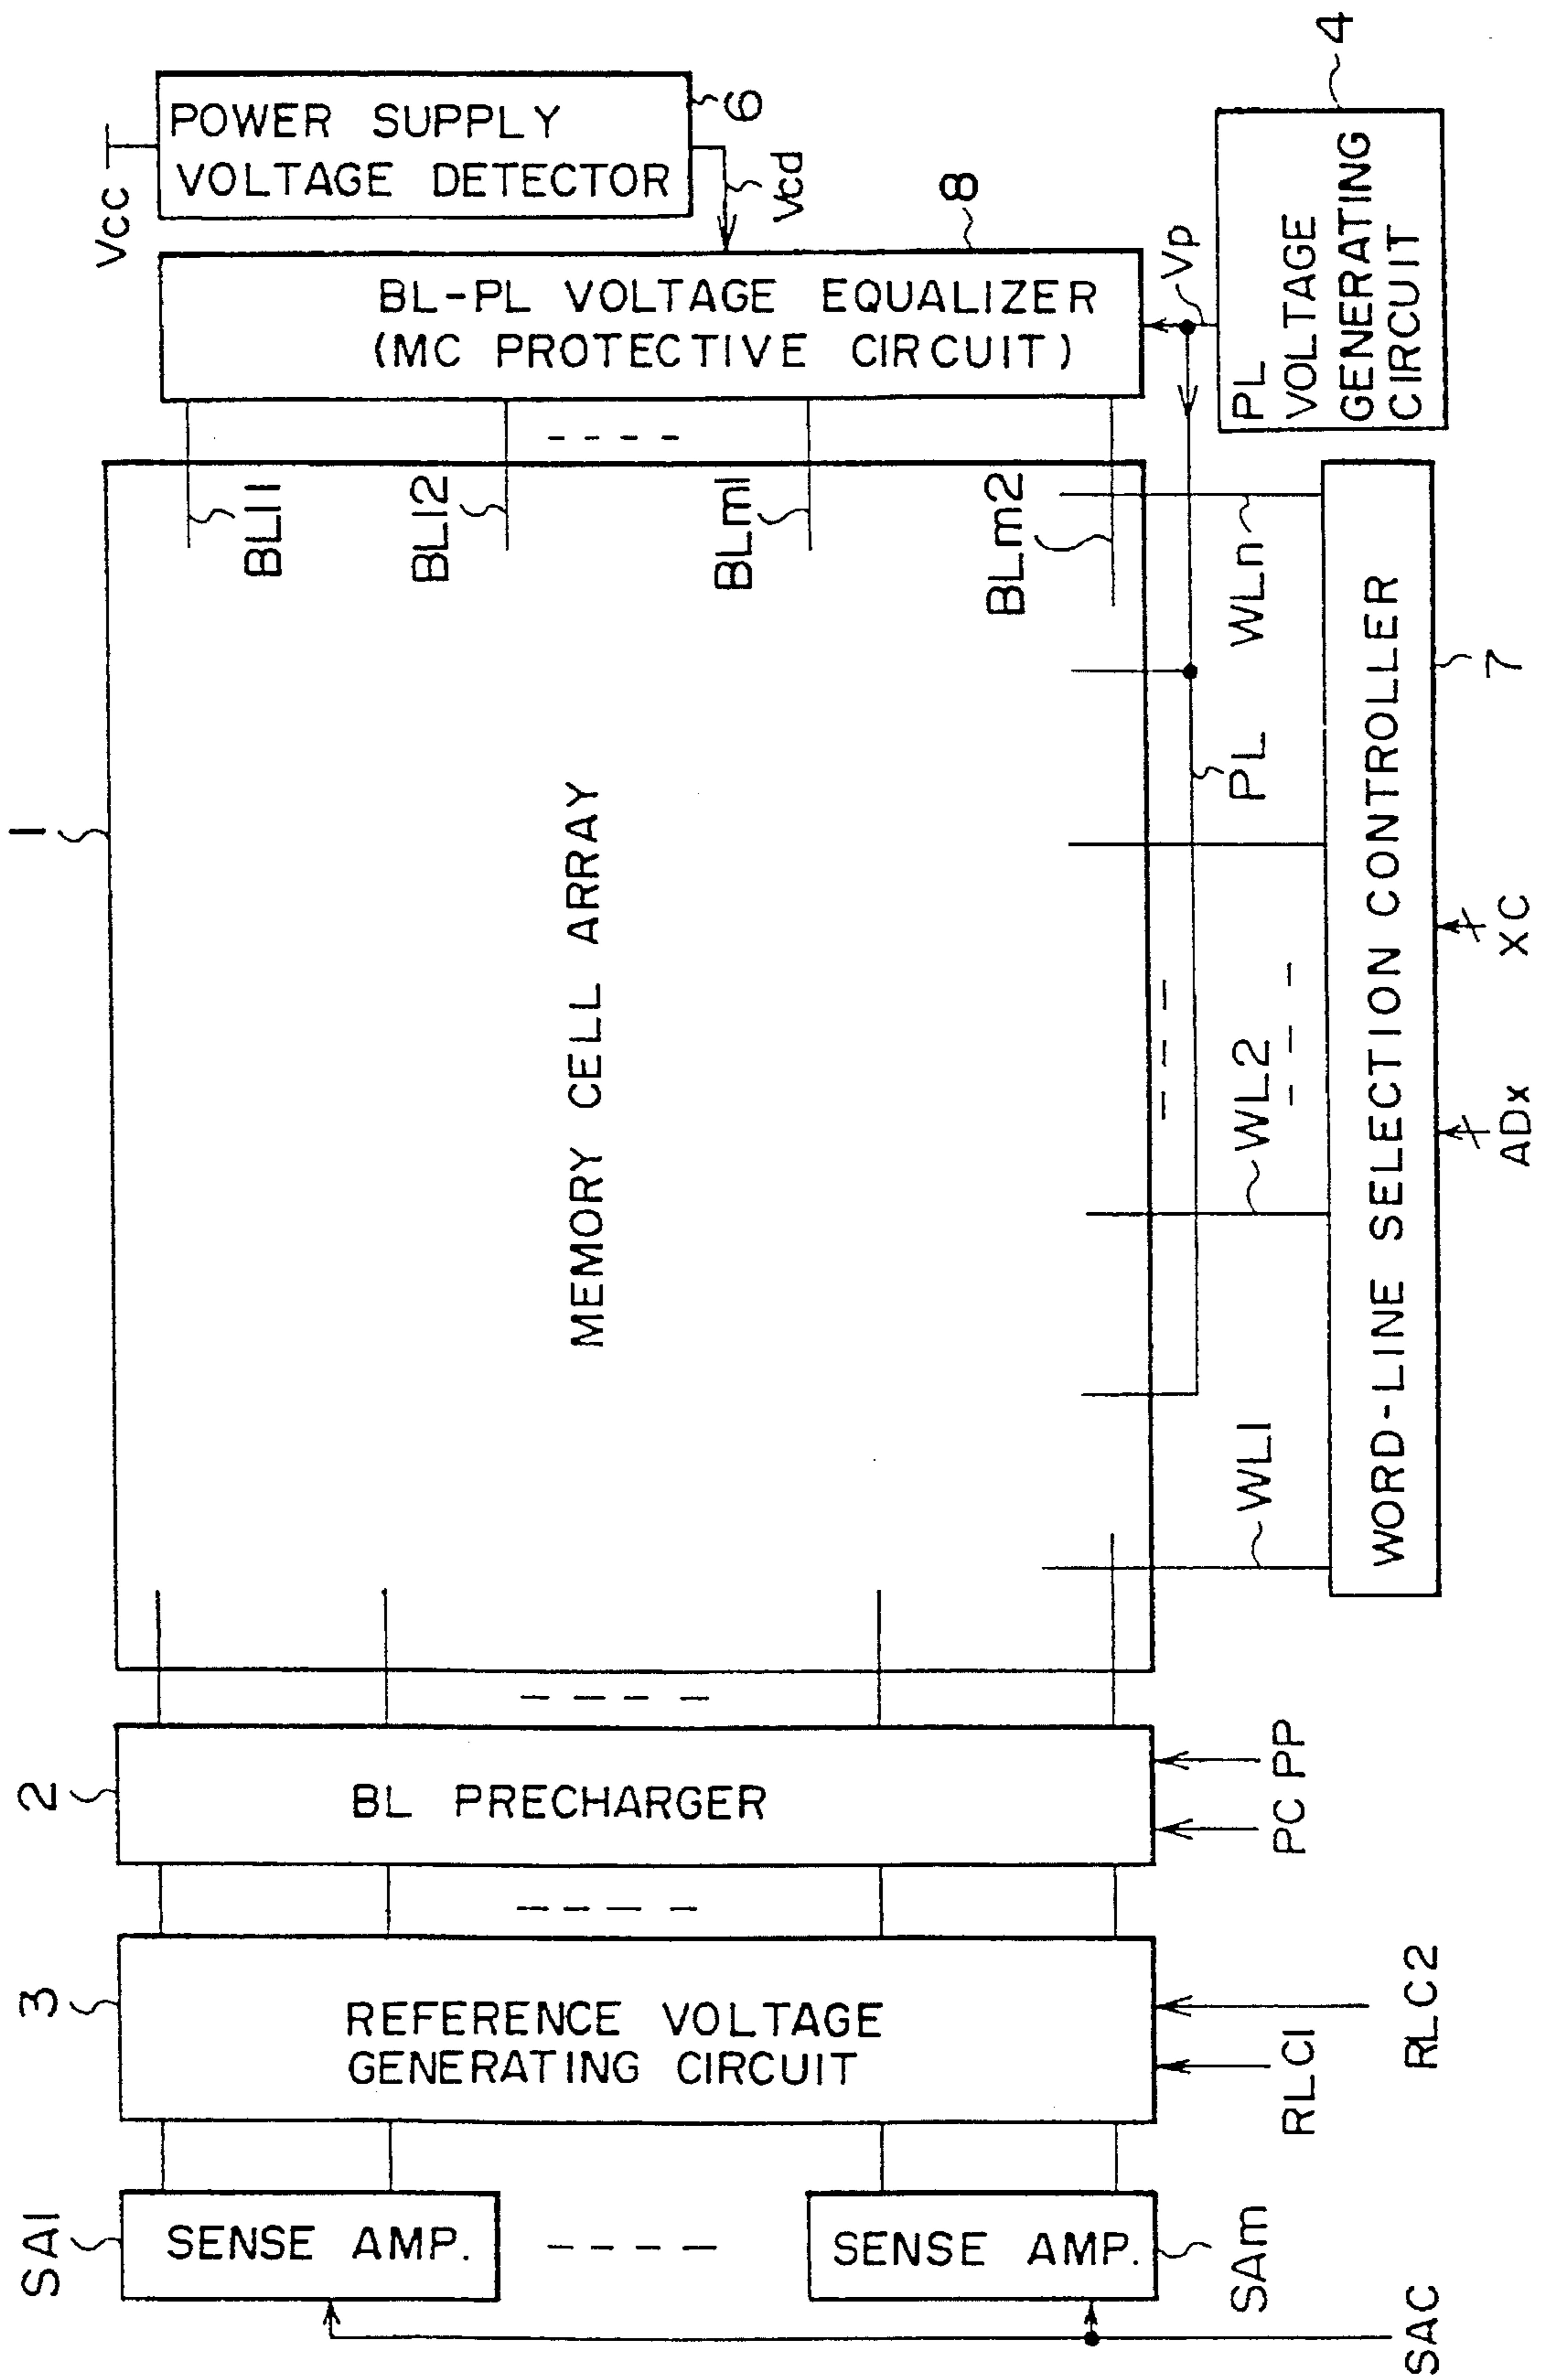 SA1
SENSE AMP.
SENSE AMP.
SAm
SAC
3
REFERENCE VOLTAGE
GENERATING CIRCUIT
RLC1
RLC2
2
BL PRECHARGER
PC
PP
1
MEMORY CELL ARRAY
BL11
BL12
BLm1
BLm2
WL1
WL2
PL
WLn
WORD-LINE SELECTION CONTROLLER
7
ADx
XC
Vcc
POWER SUPPLY
VOLTAGE DETECTOR
6
Vcd
BL-PL VOLTAGE EQUALIZER
(MC PROTECTIVE CIRCUIT)
8
Vp
PL
VOLTAGE
GENERATING
CIRCUIT
4